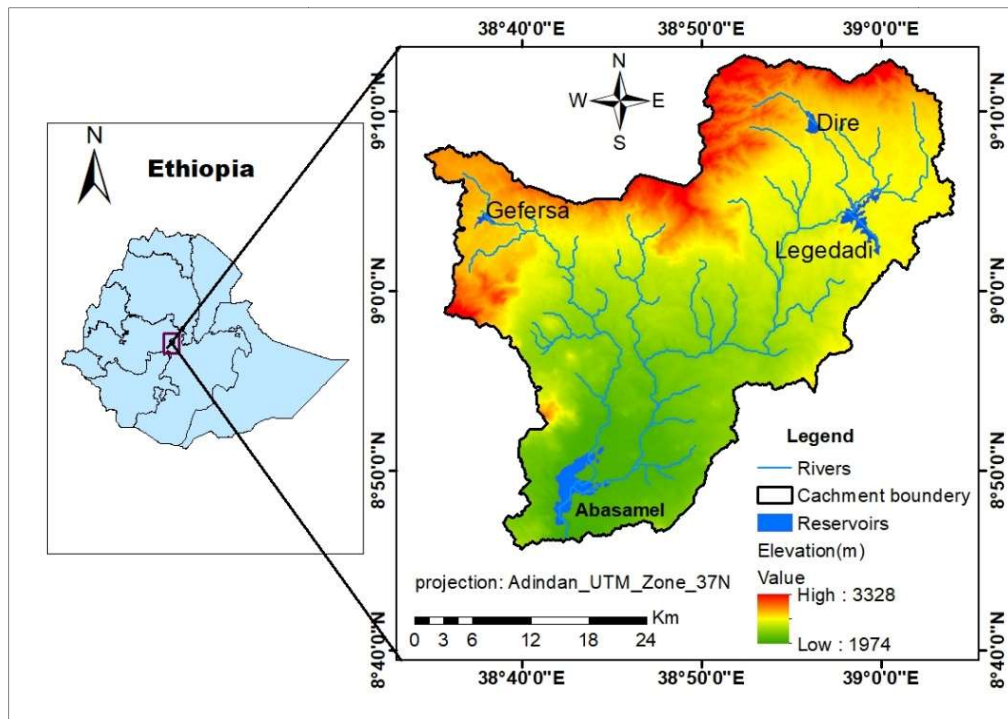 N
Ethiopia
38°40'0"E
38°50'0"E
39°0'0"E
9°10'0"N
9°0'0"N
8°50'0"N
8°40'0"N
N
W
E
S
Dire
Gefersa
Legedadi
Abasamel
projection: Adindan_UTM_Zone_37N
Km
0 1 3 4 6 12 18 24
Legend
Rivers
Cachment boundery
Reservoirs
Elevation(m)
Value
High : 3328
Low : 1974
9°10'0"N
9°0'0"N
8°50'0"N
8°40'0"N
38°40'0"E
38°50'0"E
39°0'0"E